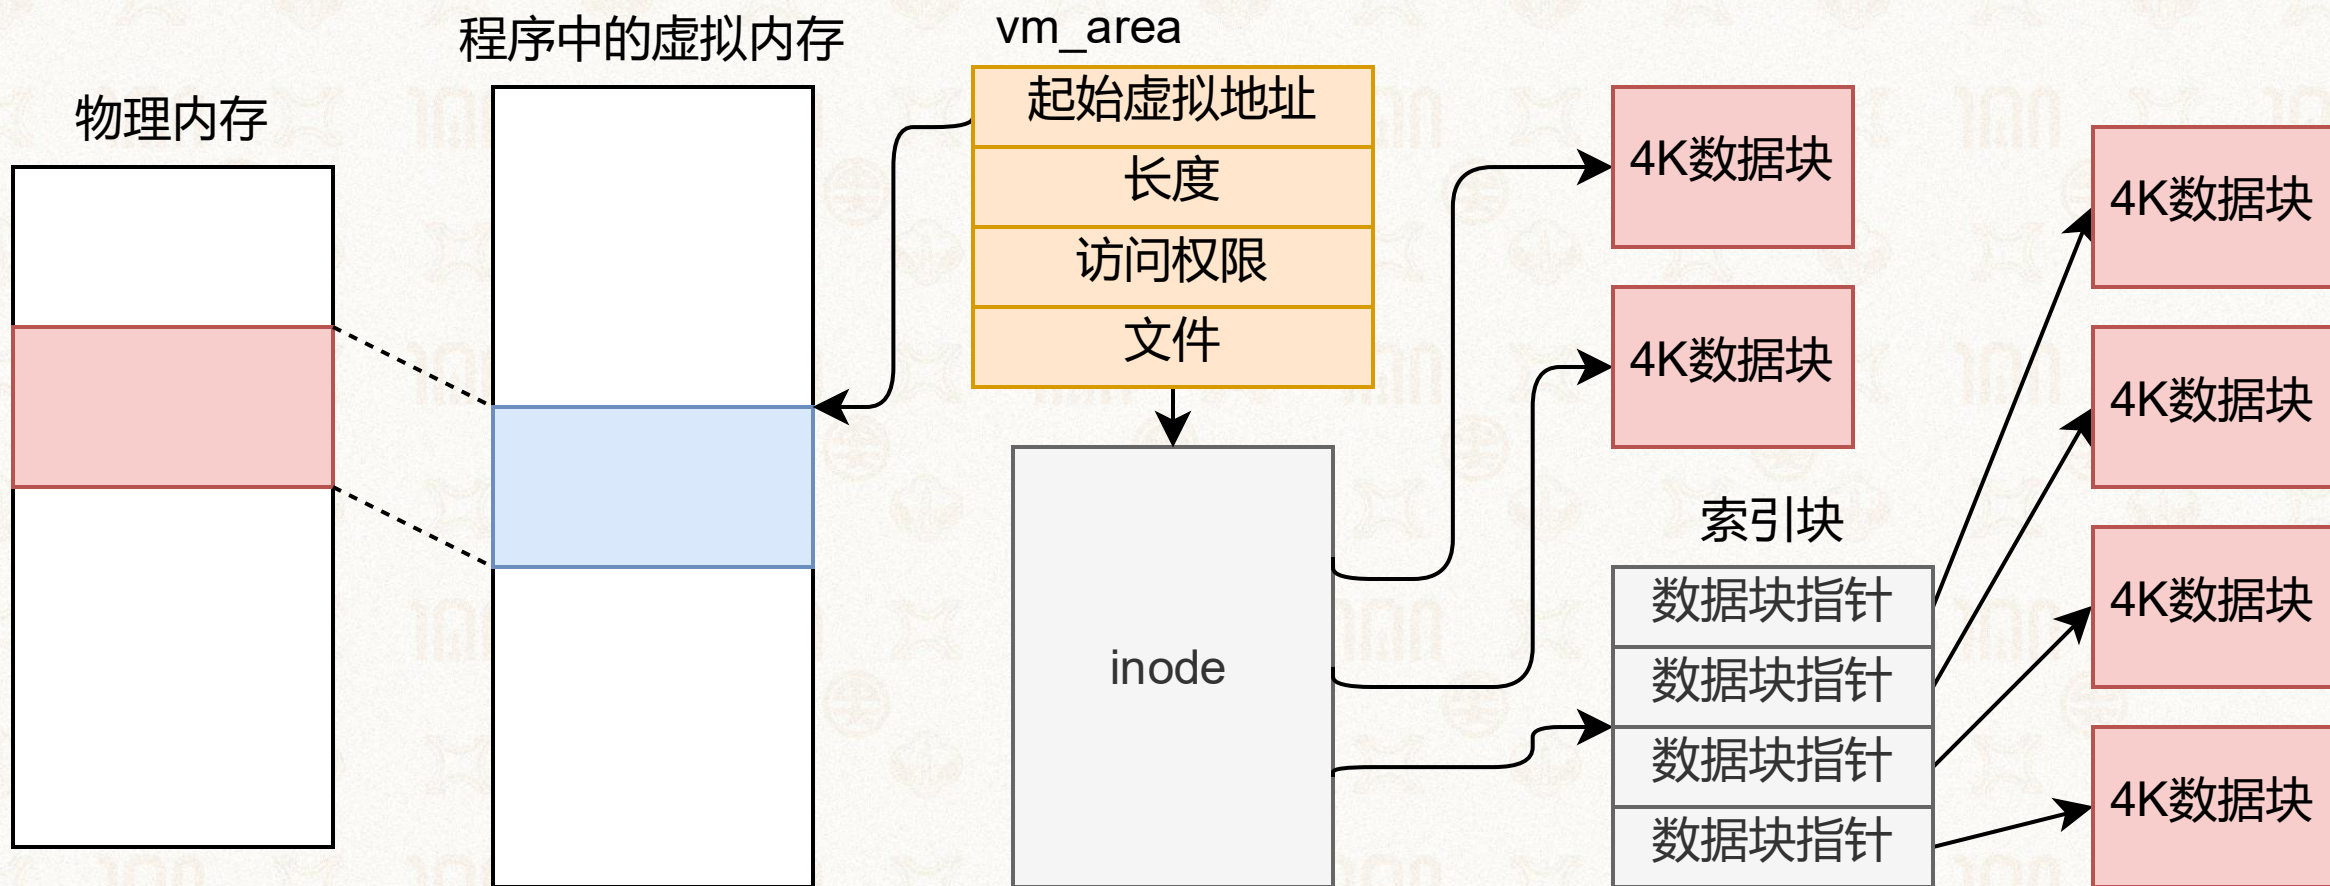 物理内存
程序中的虚拟内存
vm_area
起始虚拟地址
长度
访问权限
文件
inode
4K数据块
4K数据块
索引块
数据块指针
数据块指针
数据块指针
数据块指针
4K数据块
4K数据块
4K数据块
4K数据块